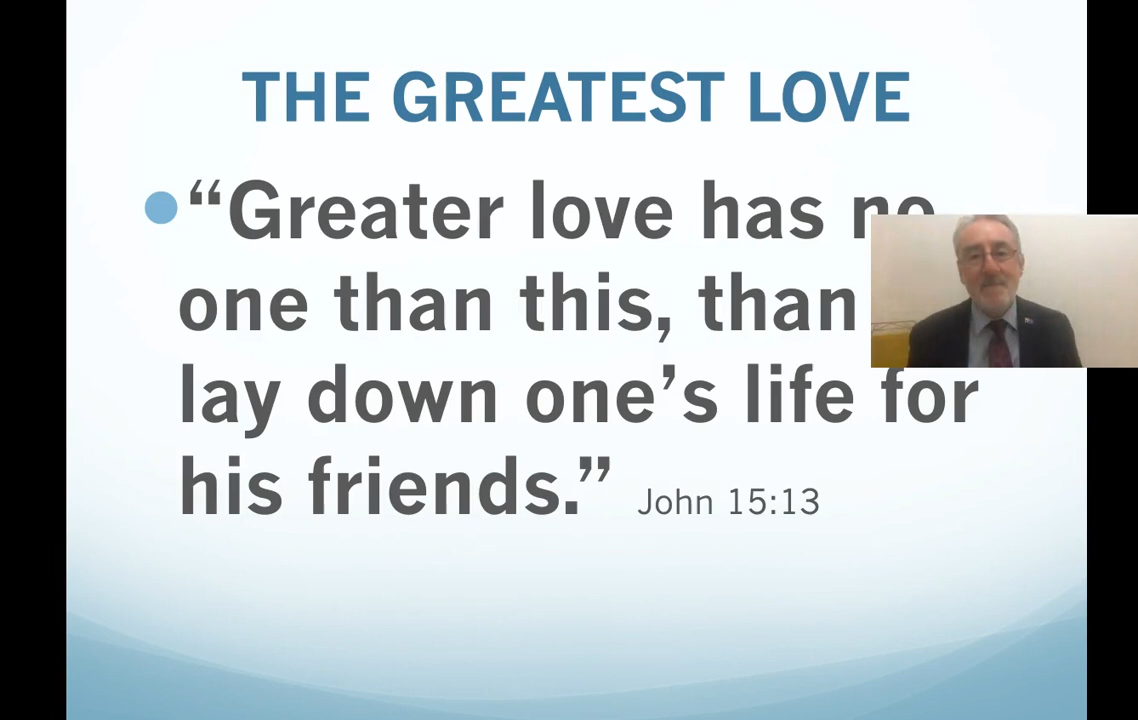 THE GREATEST LOVE
•“Greater love has no
one than this, than
lay down one’s life for
his friends.” John 15:13